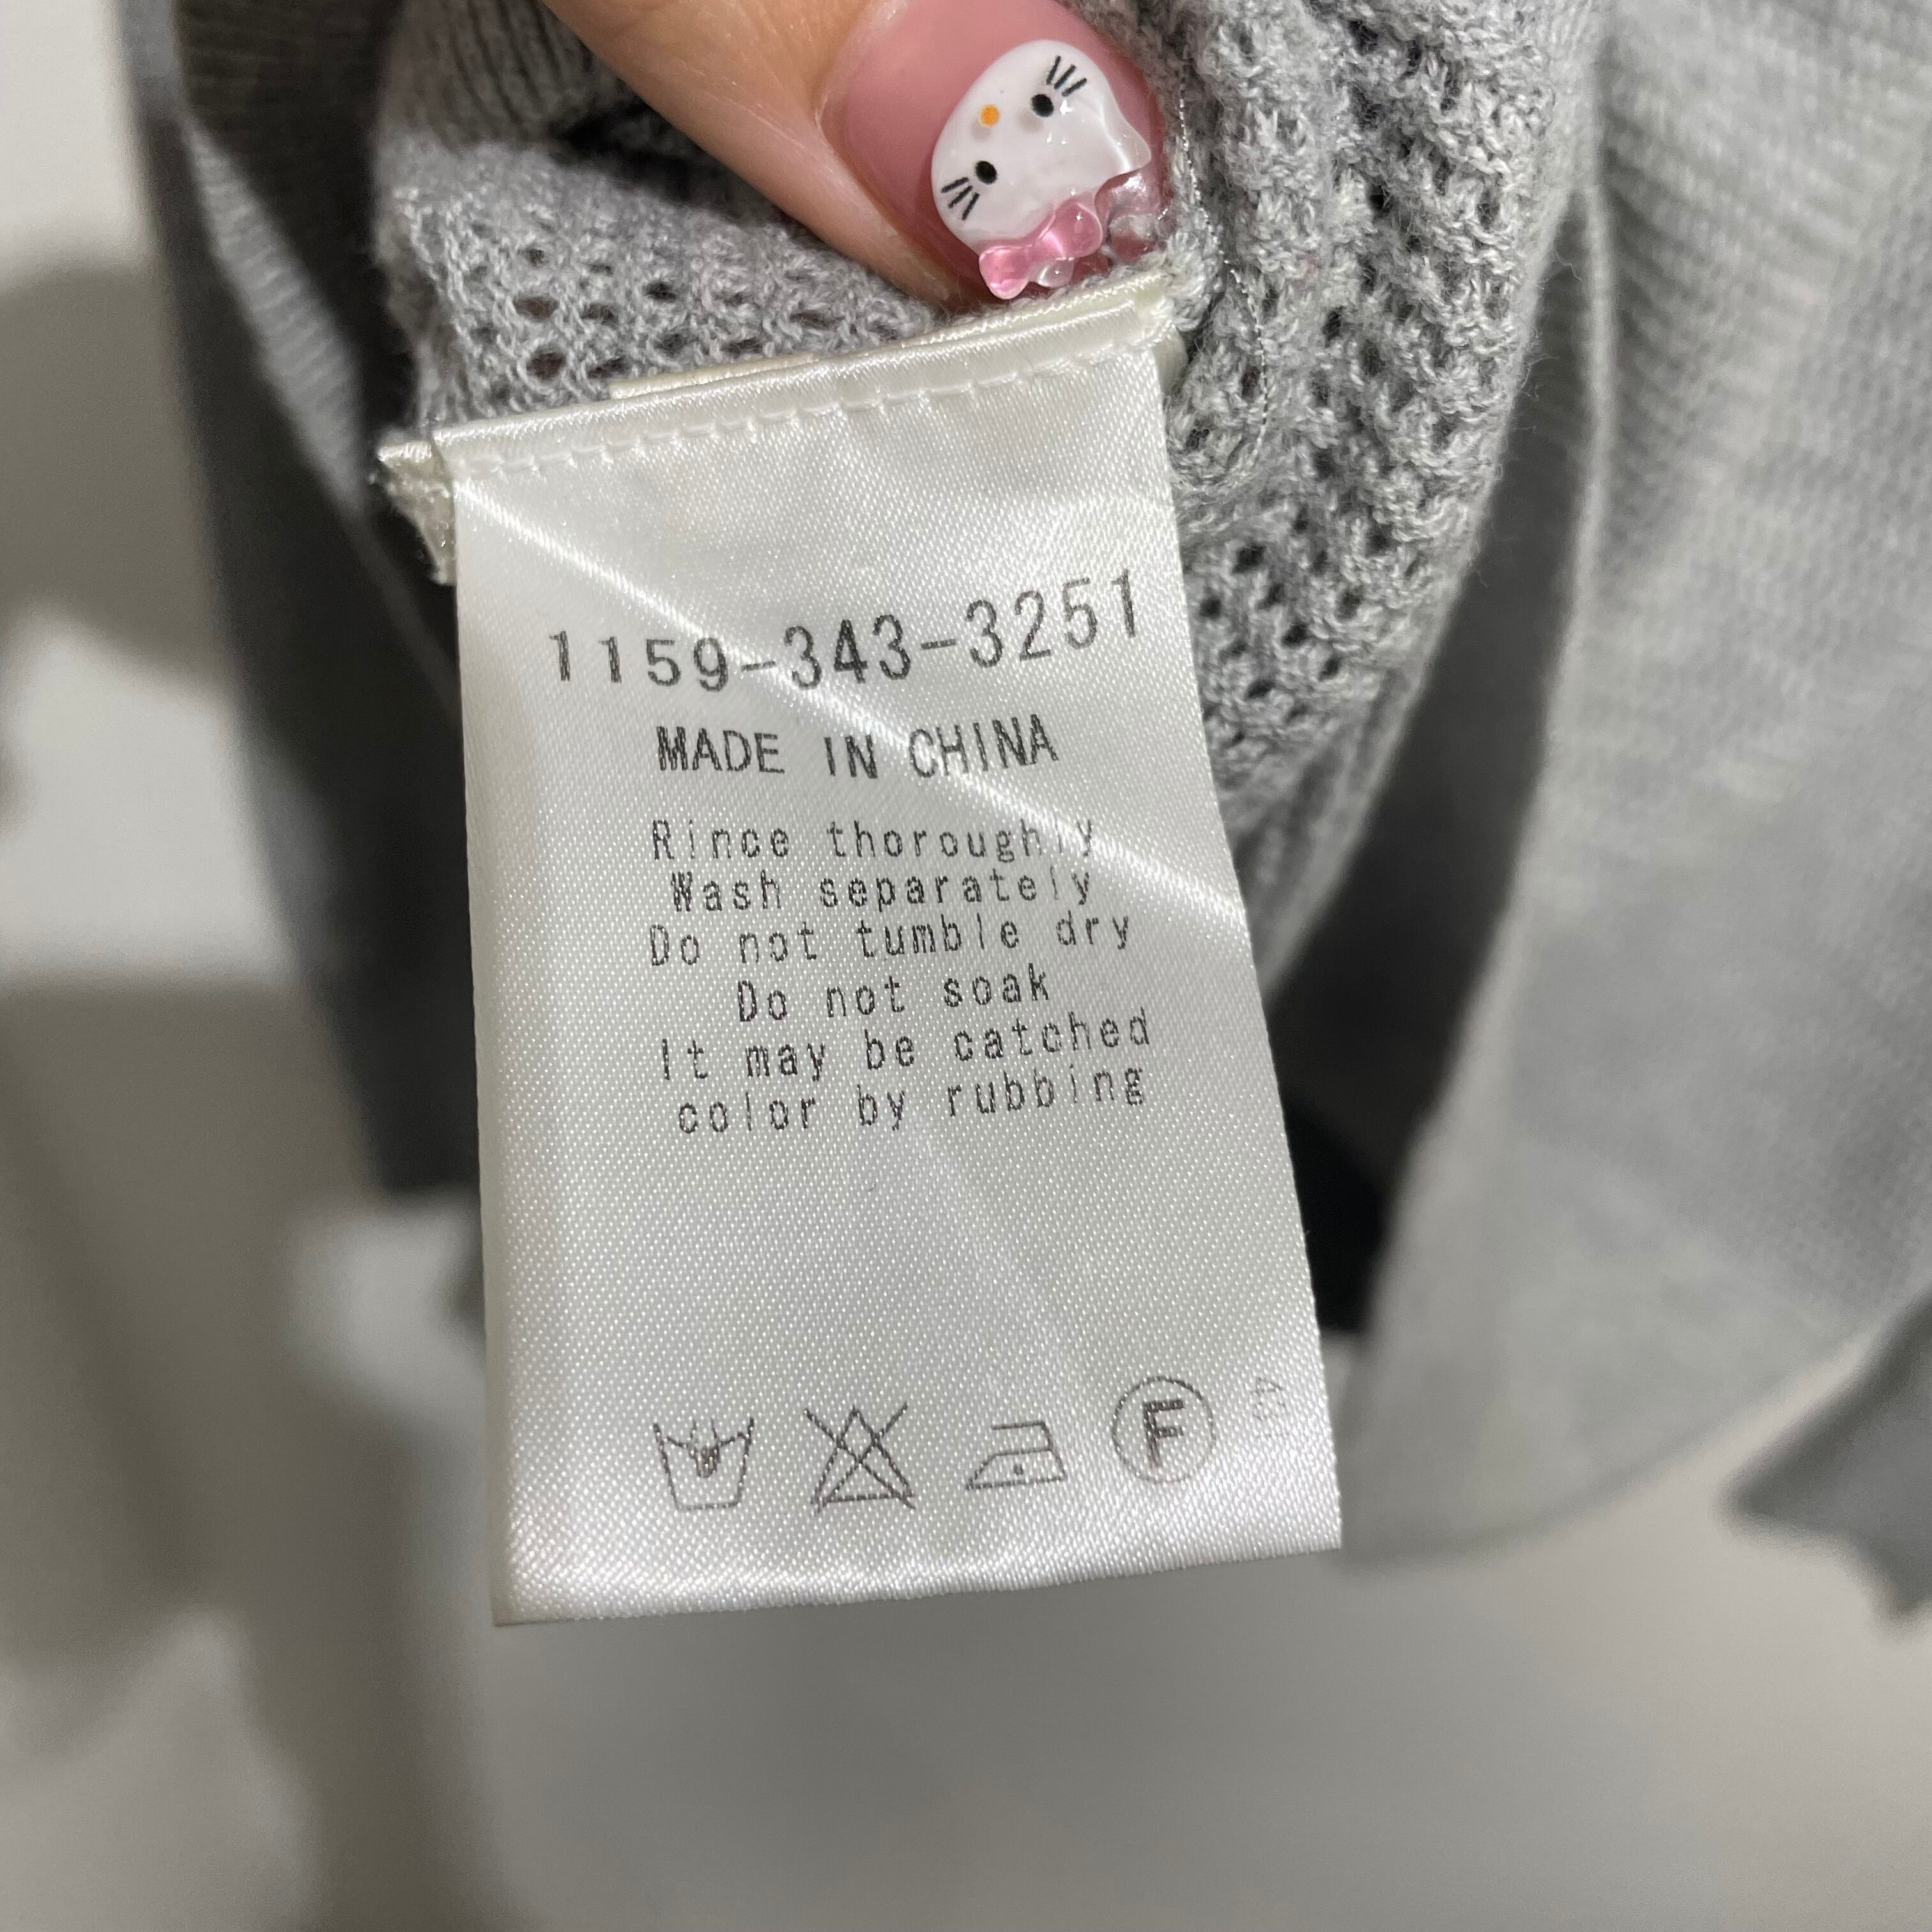 1159-343-3251
MADE IN CHINA
Rince thoroughly
Wash separately
Do not tumble dry
Do not soak
It may be catched
color by rubbing
F